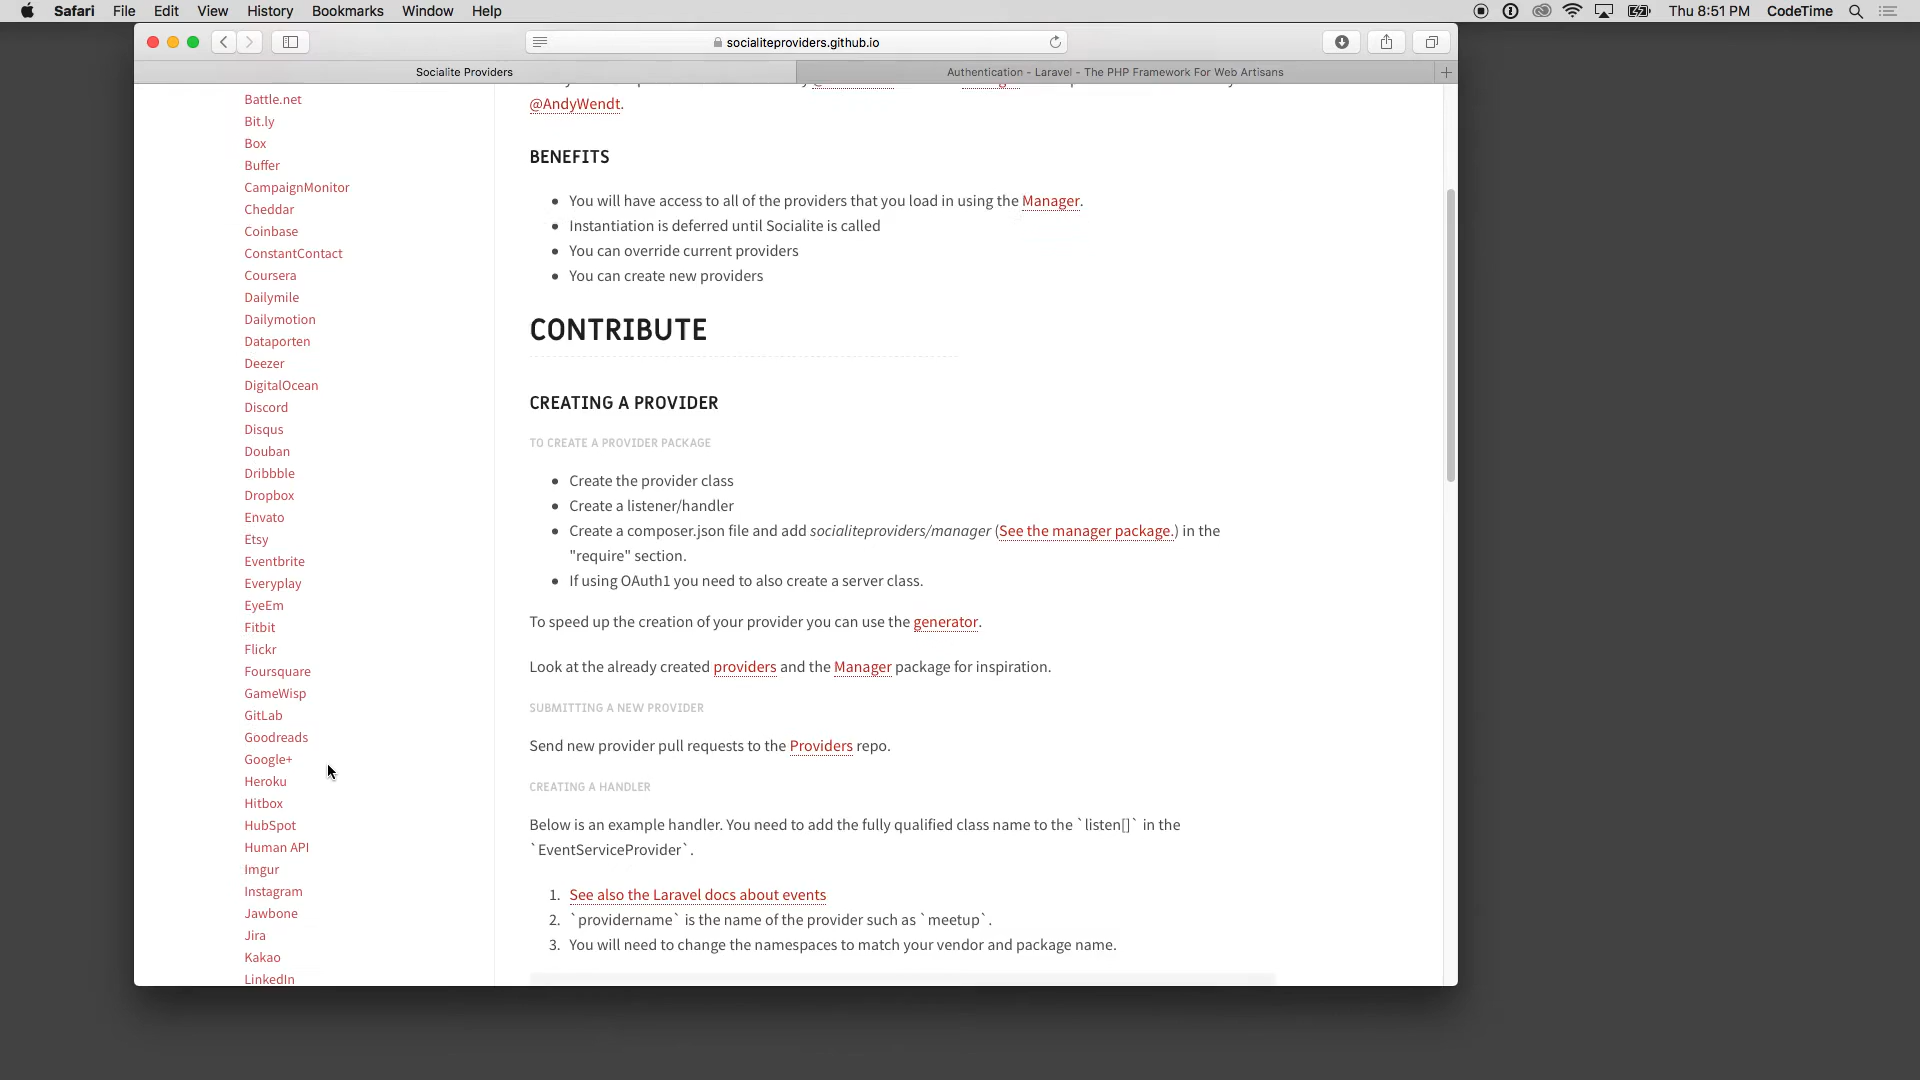 Safari File Edit View History Bookmarks Window Help
Thu 8:51 PM CodeTime
socialiteproviders.github.io
Socialite Providers
Authentication - Laravel - The PHP Framework For Web Artisans
Battle.net
Bit.ly
Box
Buffer
CampaignMonitor
Cheddar
Coinbase
ConstantContact
Coursera
Dailymile
Dailymotion
Dataporten
Deezer
DigitalOcean
Discord
Disqus
Douban
Dribbble
Dropbox
Envato
Etsy
Eventbrite
Everyplay
EyeEm
Fitbit
Flickr
Foursquare
GameWisp
GitLab
Goodreads
Google+
Heroku
Hitbox
HubSpot
Human API
Imgur
Instagram
Jawbone
Jira
Kakao
LinkedIn
@AndyWendt.
BENEFITS
You will have access to all of the providers that you load in using the Manager.
Instantiation is deferred until Socialite is called
You can override current providers
You can create new providers
CONTRIBUTE
CREATING A PROVIDER
TO CREATE A PROVIDER PACKAGE
Create the provider class
Create a listener/handler
Create a composer.json file and add socialiteproviders/manager (See the manager package.) in the
"require" section.
If using OAuth1 you need to also create a server class.
To speed up the creation of your provider you can use the generator.
Look at the already created providers and the Manager package for inspiration.
SUBMITTING A NEW PROVIDER
Send new provider pull requests to the Providers repo.
CREATING A HANDLER
Below is an example handler. You need to add the fully qualified class name to the `listen[]` in the
`EventServiceProvider`.
1. See also the Laravel docs about events
2. `providername` is the name of the provider such as `meetup`.
3. You will need to change the namespaces to match your vendor and package name.